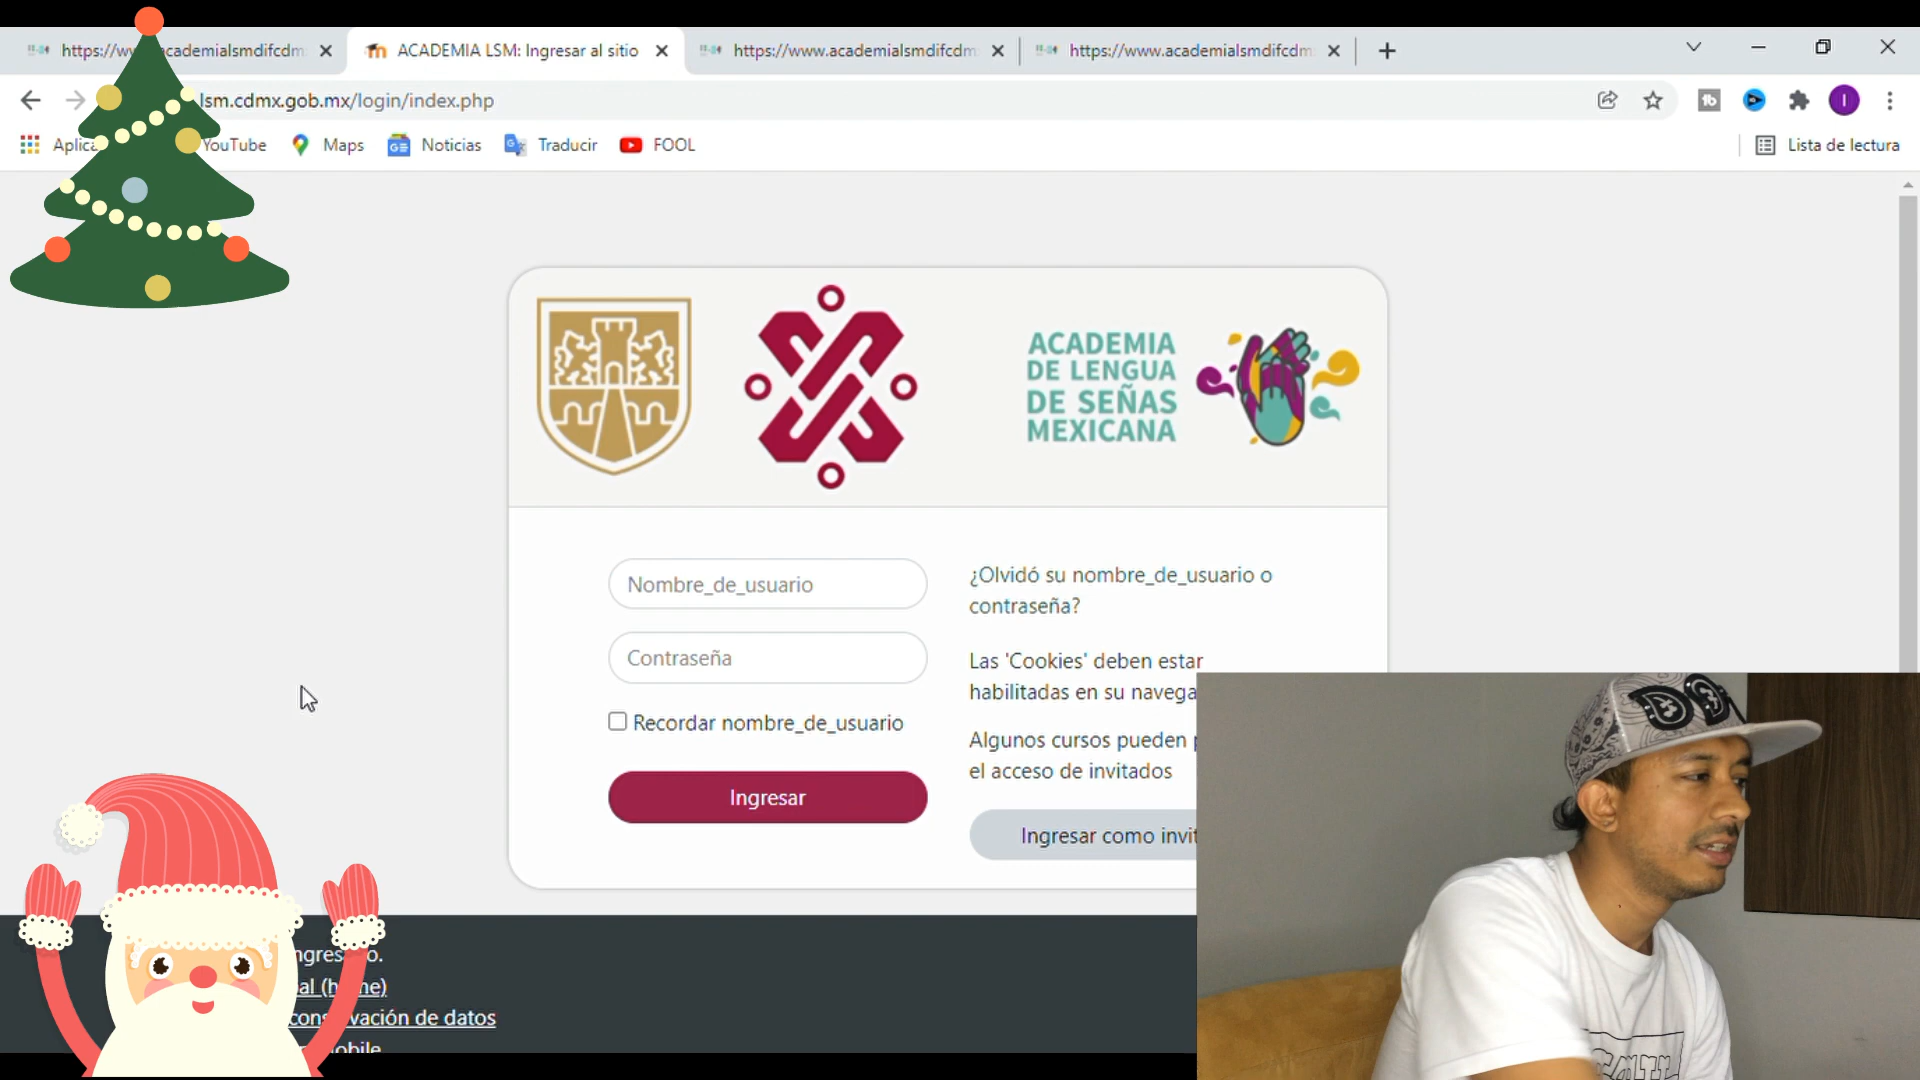 https://www.academialsmdifcdm
ACADEMIA LSM: Ingresar al sitio
https://www.academialsmdifcdm
https://www.academialsmdifcdm
lsm.cdmx.gob.mx/login/index.php
Aplica
YouTube
Maps
Noticias
Traducir
FOOL
Lista de lectura
ACADEMIA
DE LENGUA
DE SEÑAS
MEXICANA
Nombre_de_usuario
Contraseña
Recordar nombre_de_usuario
Ingresar
¿Olvidó su nombre_de_usuario o
contraseña?
Las 'Cookies' deben estar
habilitadas en su navega
Algunos cursos pueden p
el acceso de invitados
Ingresar como invit